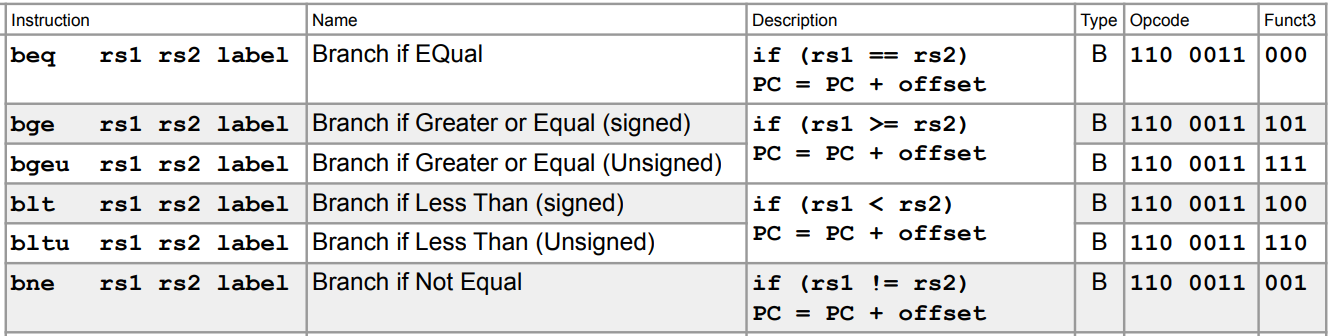 Instruction Name Description Type Opcode Funct3
beq rs1 rs2 label Branch if EQual if (rs1 == rs2) B 110 0011 000
PC = PC + offset
bge rs1 rs2 label Branch if Greater or Equal (signed) if (rs1 >= rs2) B 110 0011 101
bgeu rs1 rs2 label Branch if Greater or Equal (Unsigned) PC = PC + offset B 110 0011 111
blt rs1 rs2 label Branch if Less Than (signed) if (rs1 < rs2) B 110 0011 100
bltu rs1 rs2 label Branch if Less Than (Unsigned) PC = PC + offset B 110 0011 110
bne rs1 rs2 label Branch if Not Equal if (rs1 != rs2) B 110 0011 001
PC = PC + offset